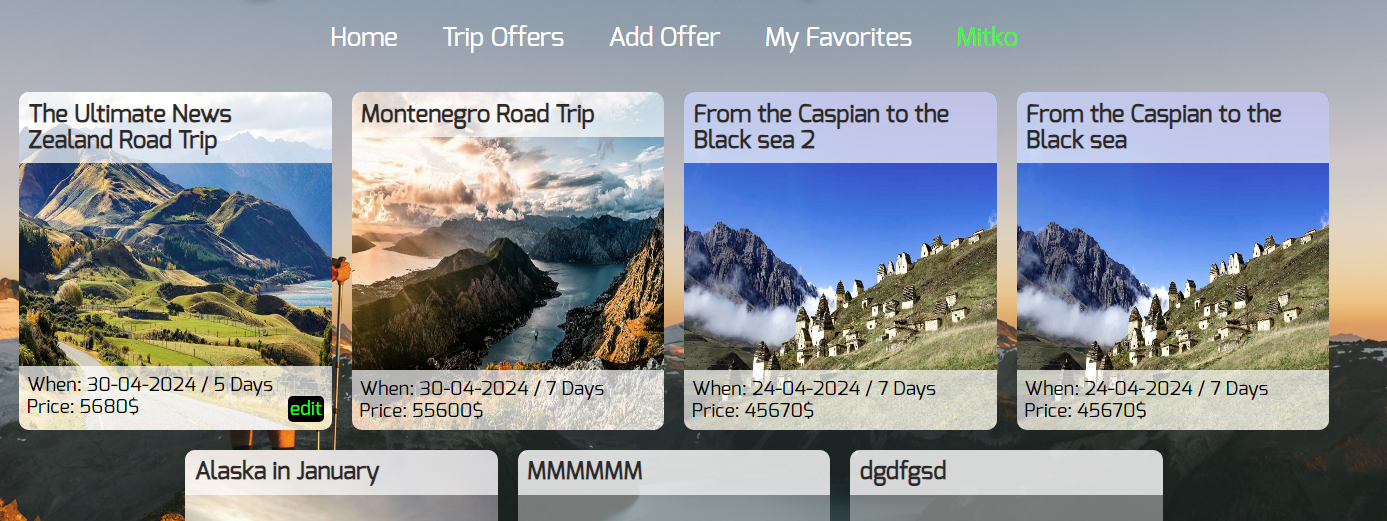 Home Trip Offers Add Offer My Favorites Mitko
The Ultimate News
Zealand Road Trip
When: 30-04-2024 / 5 Days
Price: 5680$
edit
Montenegro Road Trip
When: 30-04-2024 / 7 Days
Price: 55600$
From the Caspian to the
Black sea 2
When: 24-04-2024 / 7 Days
Price: 45670$
From the Caspian to the
Black sea
When: 24-04-2024 / 7 Days
Price: 45670$
Alaska in January
MMMMMM
dgdfgsd